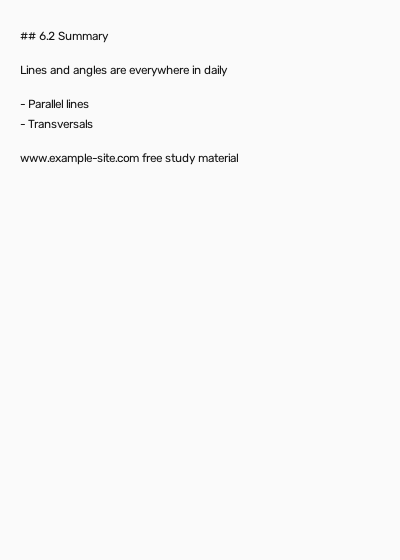 ## 6.2 Summary
Lines and angles are everywhere in daily
- Parallel lines
- Transversals
www.example-site.com free study material